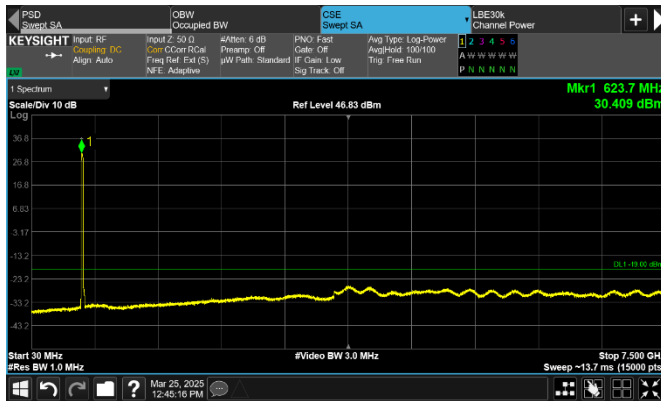 PSD
Swept SA
OBW
Occupied BW
CSE
Swept SA
LBE30k
Channel Power
+
KEYSIGHT
Input: RF
Coupling: DC
Align: Auto
Input Z: 50 Ω
Corr CCorr RCal
Freq Ref: Ext (S)
NFE: Adaptive
#Atten: 6 dB
Preamp: Off
µW Path: Standard
PNO: Fast
Gate: Off
IF Gain: Low
Sig Track: Off
Avg Type: Log-Power
Avg|Hold: 100/100
Trig: Free Run
1 2 3 4 5 6
A W W W W W
P N N N N N
1 Spectrum
Scale/Div 10 dB
Ref Level 46.83 dBm
Mkr1 623.7 MHz
30.409 dBm
Log
36.8
26.8
16.8
6.83
-3.17
-13.2
-23.2
-33.2
-43.2
1
DL1 -19.00 dBm
Start 30 MHz
#Res BW 1.0 MHz
#Video BW 3.0 MHz
Stop 7.500 GH
Sweep ~13.7 ms (15000 pts
?
Mar 25, 2025
12:45:16 PM